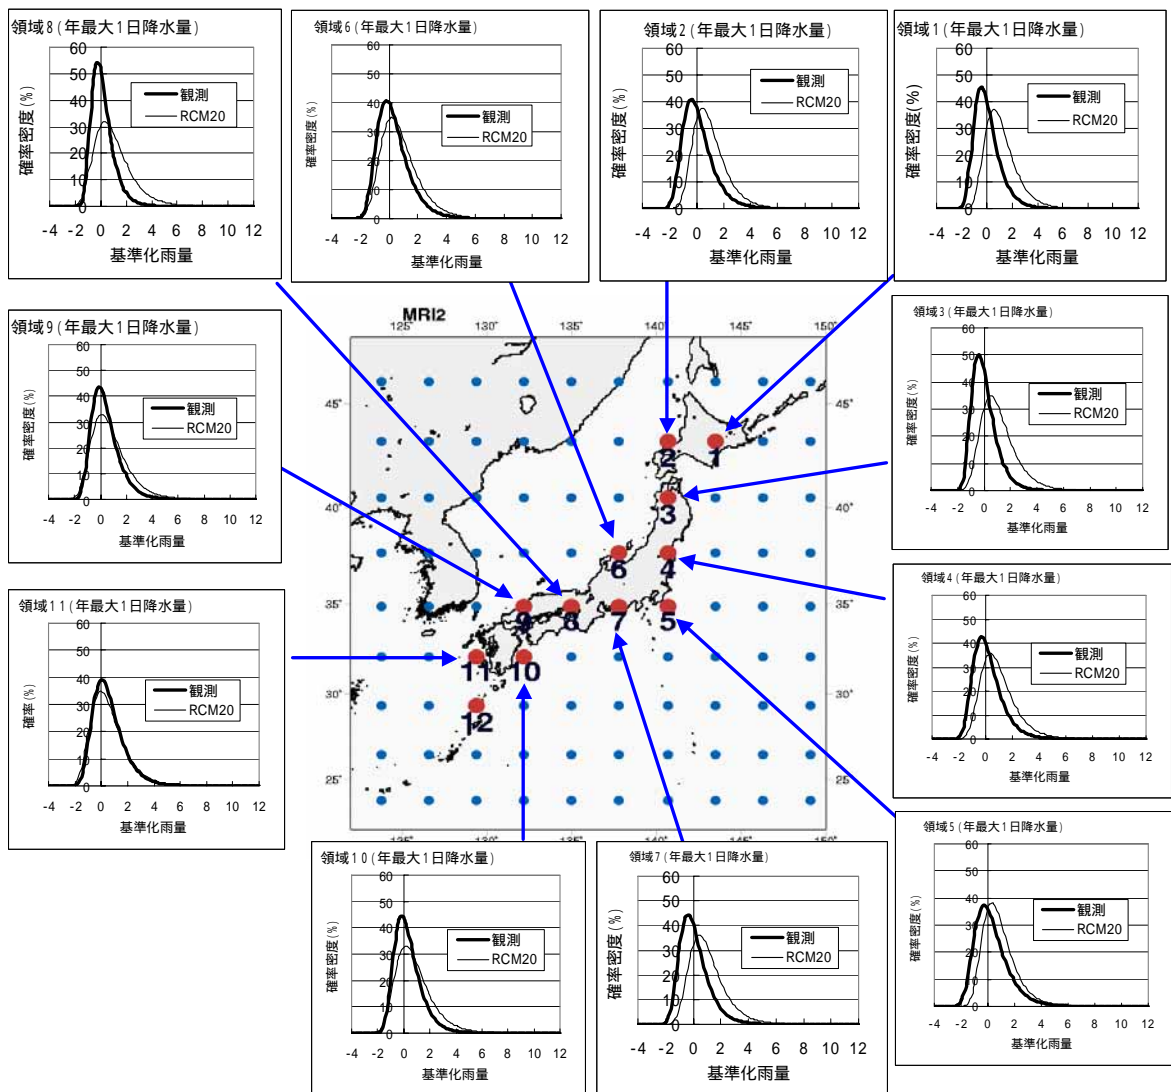 領域8(年最大1日降水量)
60
50
40
30
20
10
0
確率密度(%)
観測
RCM20
-4 -2 0 2 4 6 8 10 12
基準化雨量
領域6(年最大1日降水量)
60
50
40
30
20
10
0
確率密度(%)
観測
RCM20
-4 -2 0 2 4 6 8 10 12
基準化雨量
領域2(年最大1日降水量)
60
50
40
30
20
10
0
確率密度(%)
観測
RCM20
-4 -2 0 2 4 6 8 10 12
基準化雨量
領域1(年最大1日降水量)
60
50
40
30
20
10
0
確率密度(%)
観測
RCM20
-4 -2 0 2 4 6 8 10 12
基準化雨量
領域9(年最大1日降水量)
60
50
40
30
20
10
0
確率密度(%)
観測
RCM20
-4 -2 0 2 4 6 8 10 12
基準化雨量
MRI2
125° 130° 135° 140° 145° 150°
45°
40°
35°
30°
25°
45°
40°
35°
30°
25°
2 1
3
6 4
9 8 7 5
11 10
12
125° 130° 135° 140° 145° 150°
領域3(年最大1日降水量)
60
50
40
30
20
10
0
確率密度(%)
観測
RCM20
-4 -2 0 2 4 6 8 10 12
基準化雨量
領域11(年最大1日降水量)
60
50
40
30
20
10
0
確率(%)
観測
RCM20
-4 -2 0 2 4 6 8 10 12
基準化雨量
領域4(年最大1日降水量)
60
50
40
30
20
10
0
確率密度(%)
観測
RCM20
-4 -2 0 2 4 6 8 10 12
基準化雨量
領域10(年最大1日降水量)
60
50
40
30
20
10
0
確率密度(%)
観測
RCM20
-4 -2 0 2 4 6 8 10 12
基準化雨量
領域7(年最大1日降水量)
60
50
40
30
20
10
0
確率密度(%)
観測
RCM20
-4 -2 0 2 4 6 8 10 12
基準化雨量
領域5(年最大1日降水量)
60
50
40
30
20
10
0
確率密度(%)
観測
RCM20
-4 -2 0 2 4 6 8 10 12
基準化雨量